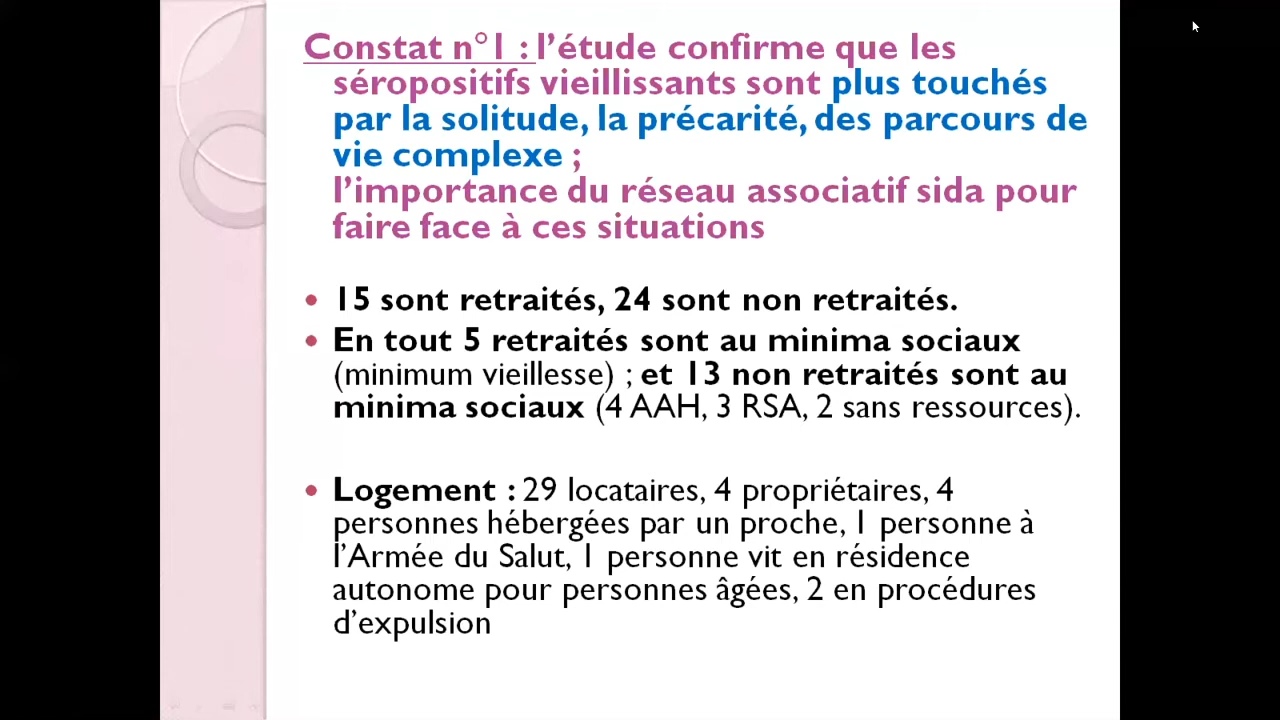 Constat n°1 : l’étude confirme que les
séropositifs vieillissants sont plus touchés
par la solitude, la précarité, des parcours de
vie complexe ;
l’importance du réseau associatif sida pour
faire face à ces situations
• 15 sont retraités, 24 sont non retraités.
• En tout 5 retraités sont au minima sociaux
(minimum vieillesse) ; et 13 non retraités sont au
minima sociaux (4 AAH, 3 RSA, 2 sans ressources).
• Logement : 29 locataires, 4 propriétaires, 4
personnes hébergées par un proche, 1 personne à
l’Armée du Salut, 1 personne vit en résidence
autonome pour personnes âgées, 2 en procédures
d’expulsion